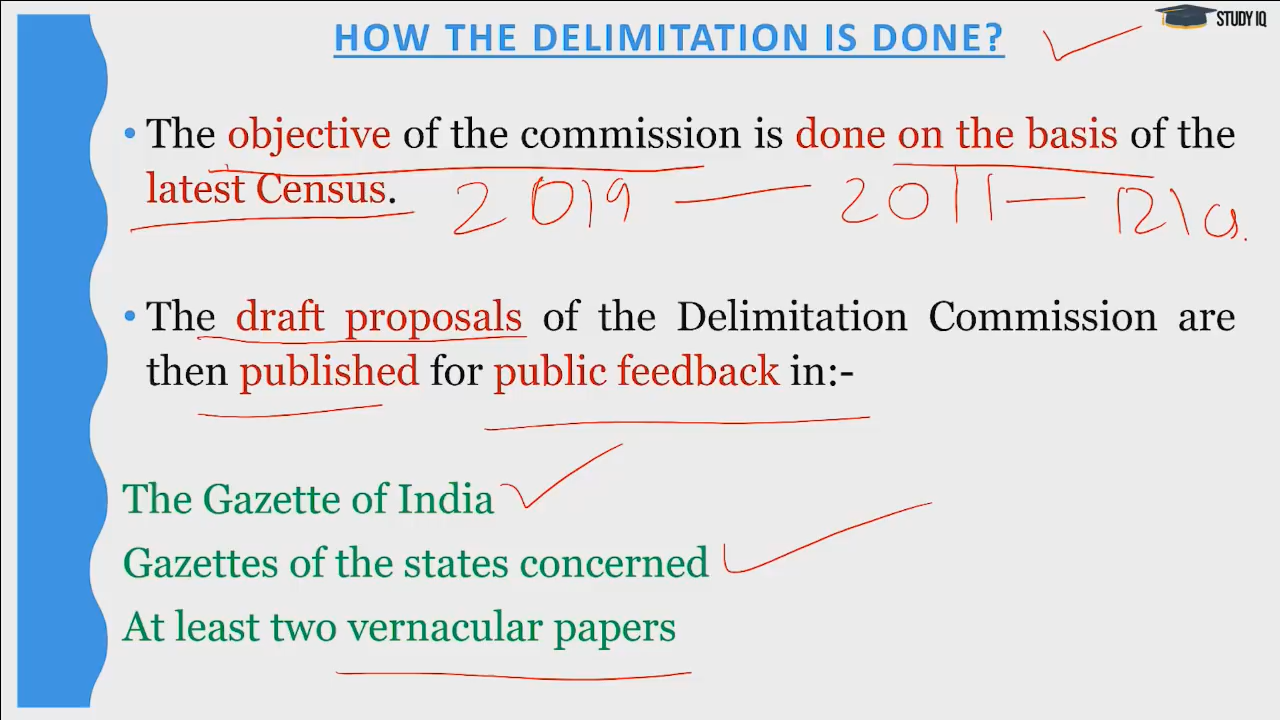 STUDY IQ
HOW THE DELIMITATION IS DONE?
• The objective of the commission is done on the basis of the
latest Census. 2019 — 2011 — 121 cr.
• The draft proposals of the Delimitation Commission are
then published for public feedback in:-
The Gazette of India
Gazettes of the states concerned
At least two vernacular papers